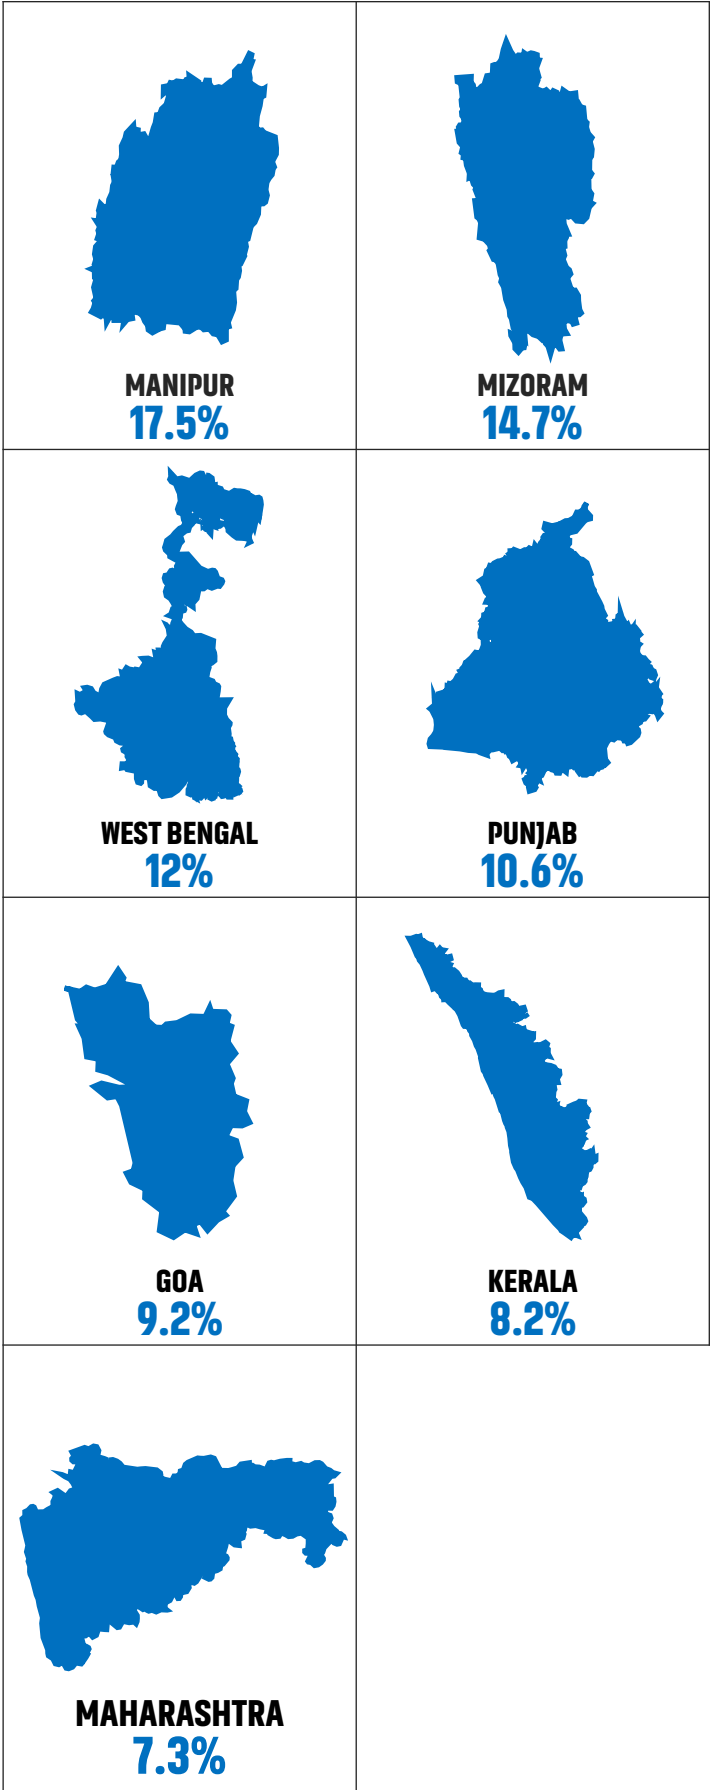 MANIPUR
17.5%
MIZORAM
14.7%
WEST BENGAL
12%
PUNJAB
10.6%
GOA
9.2%
KERALA
8.2%
MAHARASHTRA
7.3%